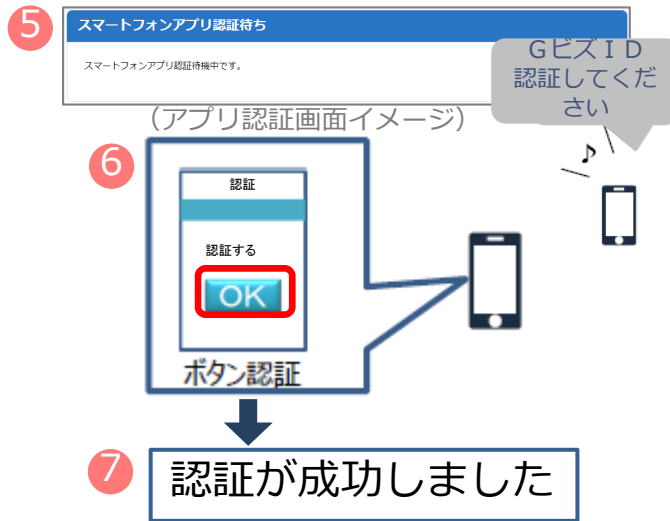 5
スマートフォンアプリ認証待ち
スマートフォンアプリ認証待機中です。
GビズID
認証してくだ
さい
(アプリ認証画面イメージ)
♪
6
認証
認証する
OK
ボタン認証
7
認証が成功しました